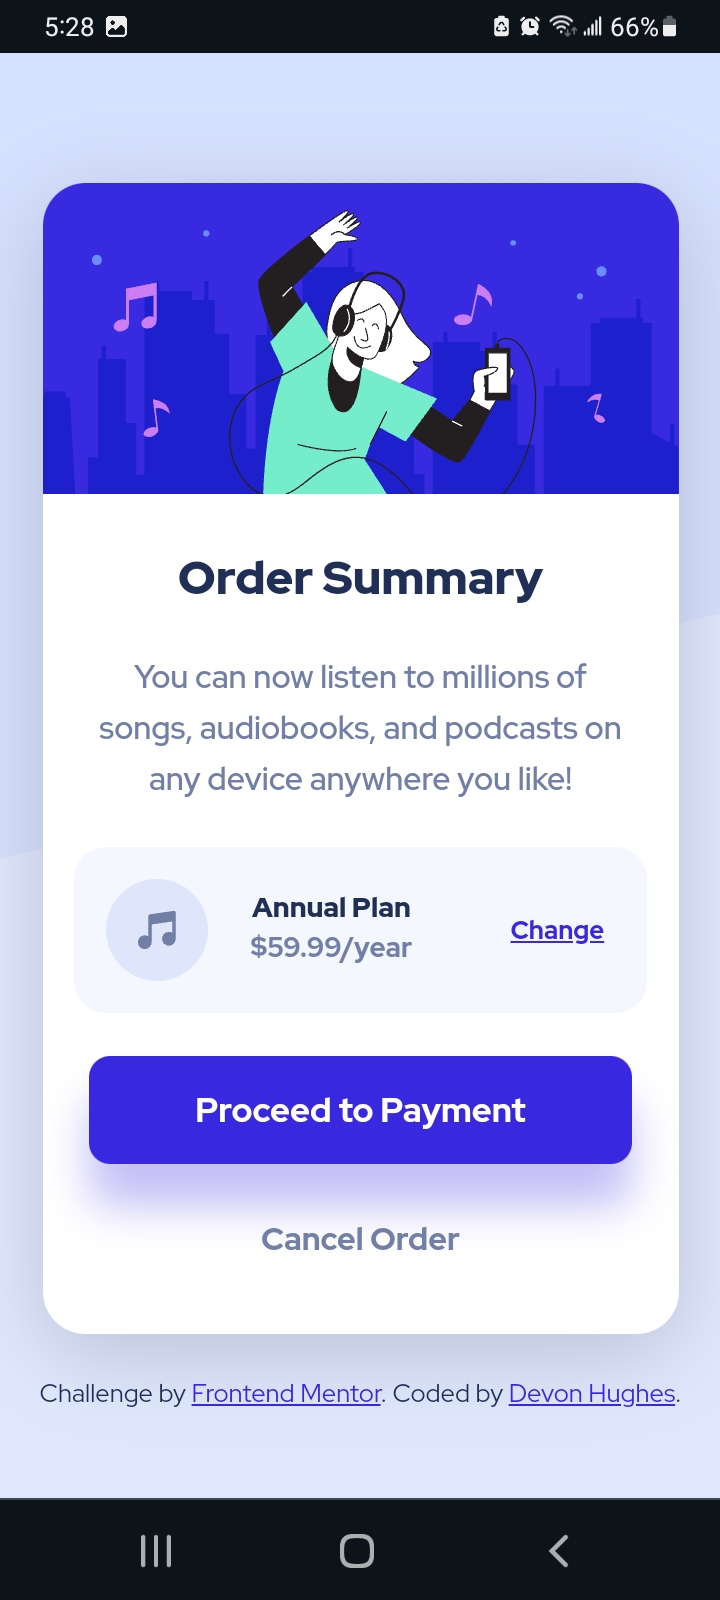 5:28 66%
Order Summary
You can now listen to millions of
songs, audiobooks, and podcasts on
any device anywhere you like!
Annual Plan
$59.99/year
Change
Proceed to Payment
Cancel Order
Challenge by Frontend Mentor. Coded by Devon Hughes.